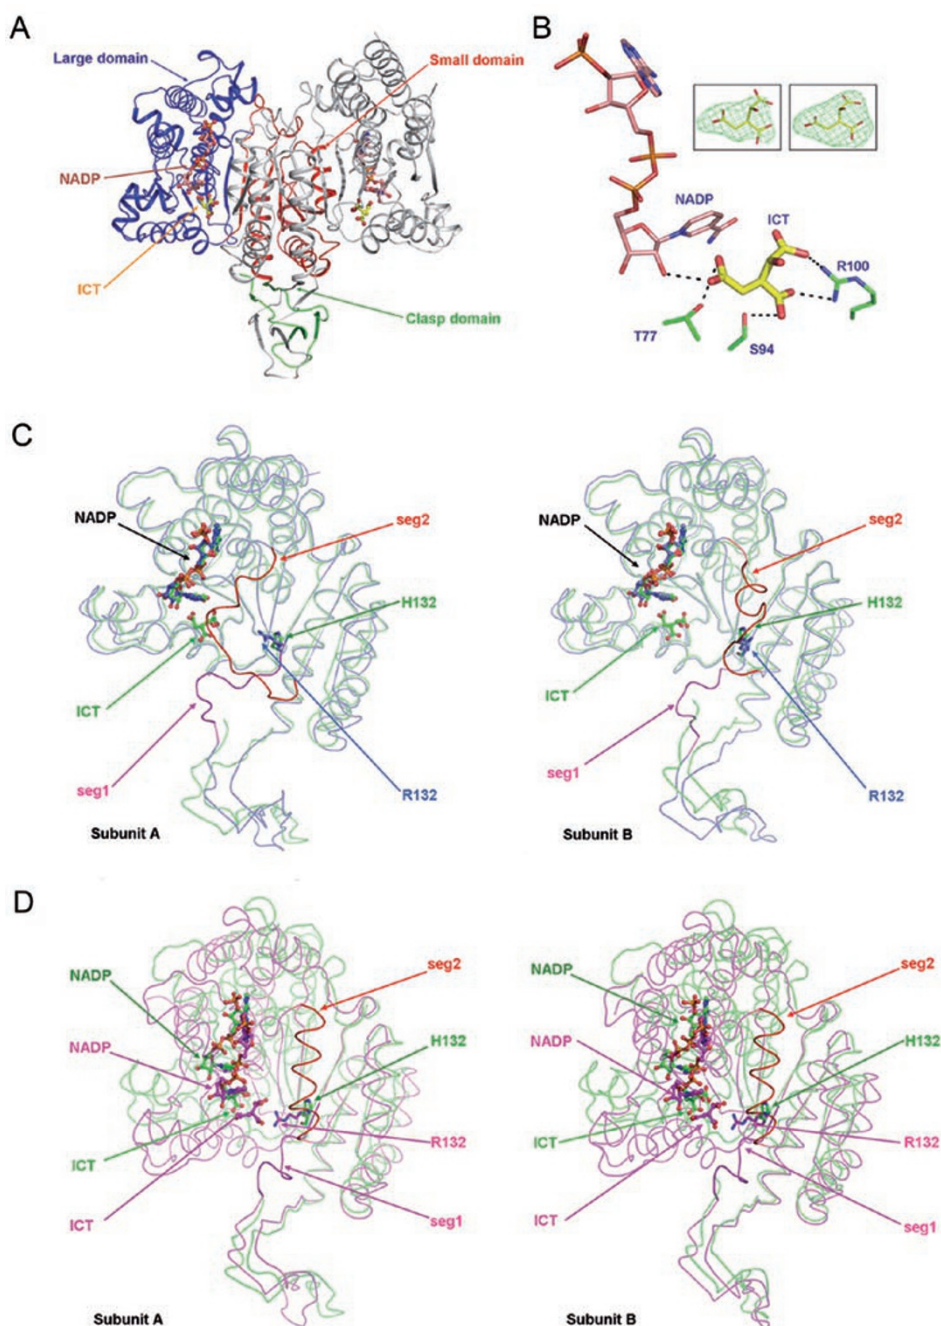 A
Large domain
Small domain
NADP
ICT
Clasp domain
B
NADP
ICT
R100
T77
S94
C
NADP
seg2
H132
ICT
seg1
R132
Subunit A
NADP
seg2
H132
ICT
seg1
R132
Subunit B
D
NADP
seg2
NADP
H132
ICT
R132
ICT
seg1
Subunit A
NADP
seg2
NADP
H132
ICT
R132
ICT
seg1
Subunit B